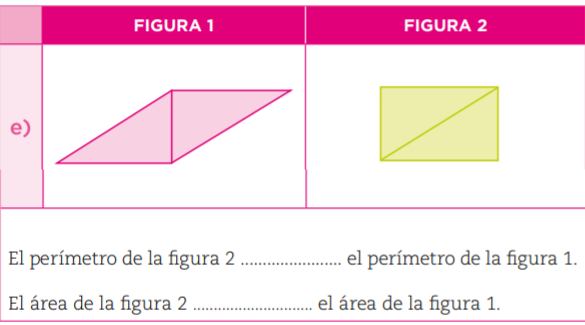 FIGURA 1
FIGURA 2
e)
El perímetro de la figura 2 ...................... el perímetro de la figura 1.
El área de la figura 2 .......................... el área de la figura 1.